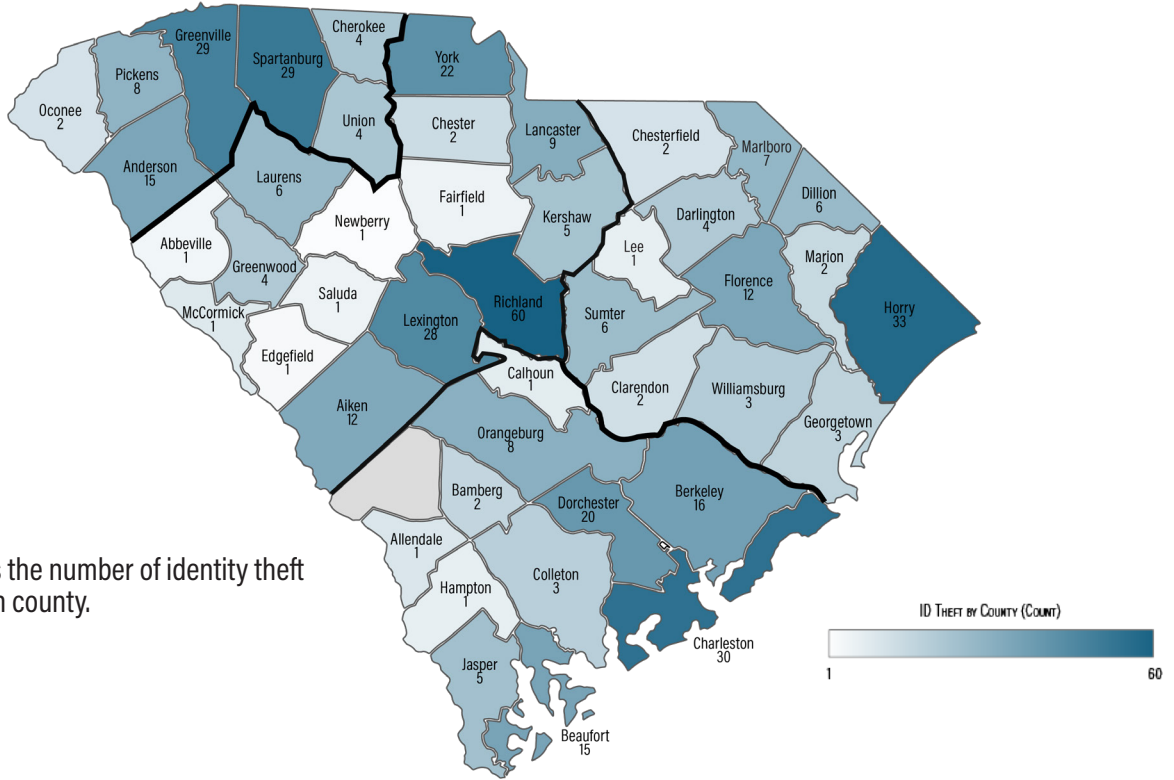 Cherokee
4
Greenville
29
Spartanburg
29
York
22
Pickens
8
Oconee
2
Union
4
Chester
2
Lancaster
9
Chesterfield
2
Marlboro
7
Anderson
15
Laurens
6
Dillion
6
Fairfield
1
Newberry
1
Kershaw
5
Darlington
4
Abbeville
1
Greenwood
4
Lee
1
Marion
2
Florence
12
Saluda
1
Richland
60
Horry
33
McCormick
1
Lexington
28
Sumter
6
Edgefield
1
Calhoun
1
Clarendon
2
Williamsburg
3
Aiken
12
Georgetown
3
Orangeburg
8
Bamberg
2
Dorchester
20
Berkeley
16
Allendale
1
s the number of identity theft
county.
Hampton
1
Colleton
3
ID Theft by County (Count)
1
60
Charleston
30
Jasper
5
Beaufort
15